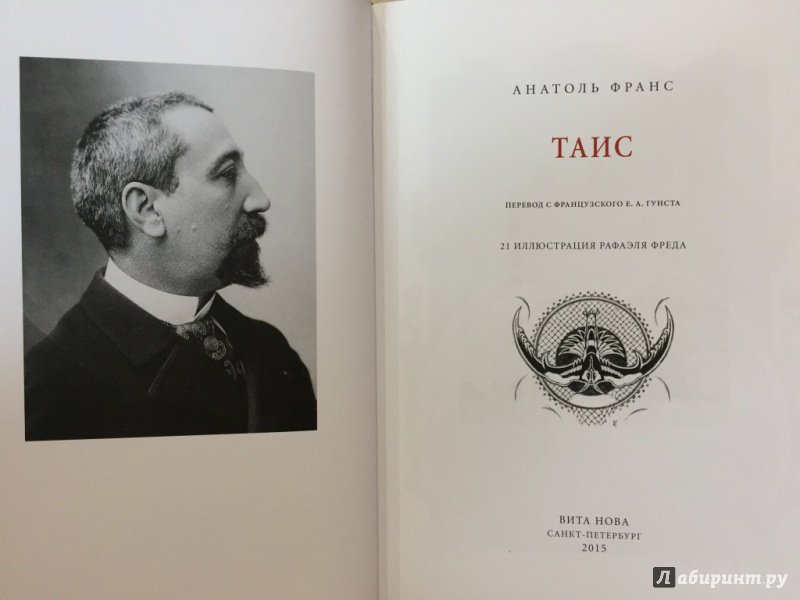 АНАТОЛЬ ФРАНС
ТАИС
ПЕРЕВОД С ФРАНЦУЗСКОГО Е. А. ГУНСТА
21 ИЛЛЮСТРАЦИЯ РАФАЭЛЯ ФРЕДА
ВИТА НОВА
САНКТ-ПЕТЕРБУРГ
2015
Лабиринт.ру